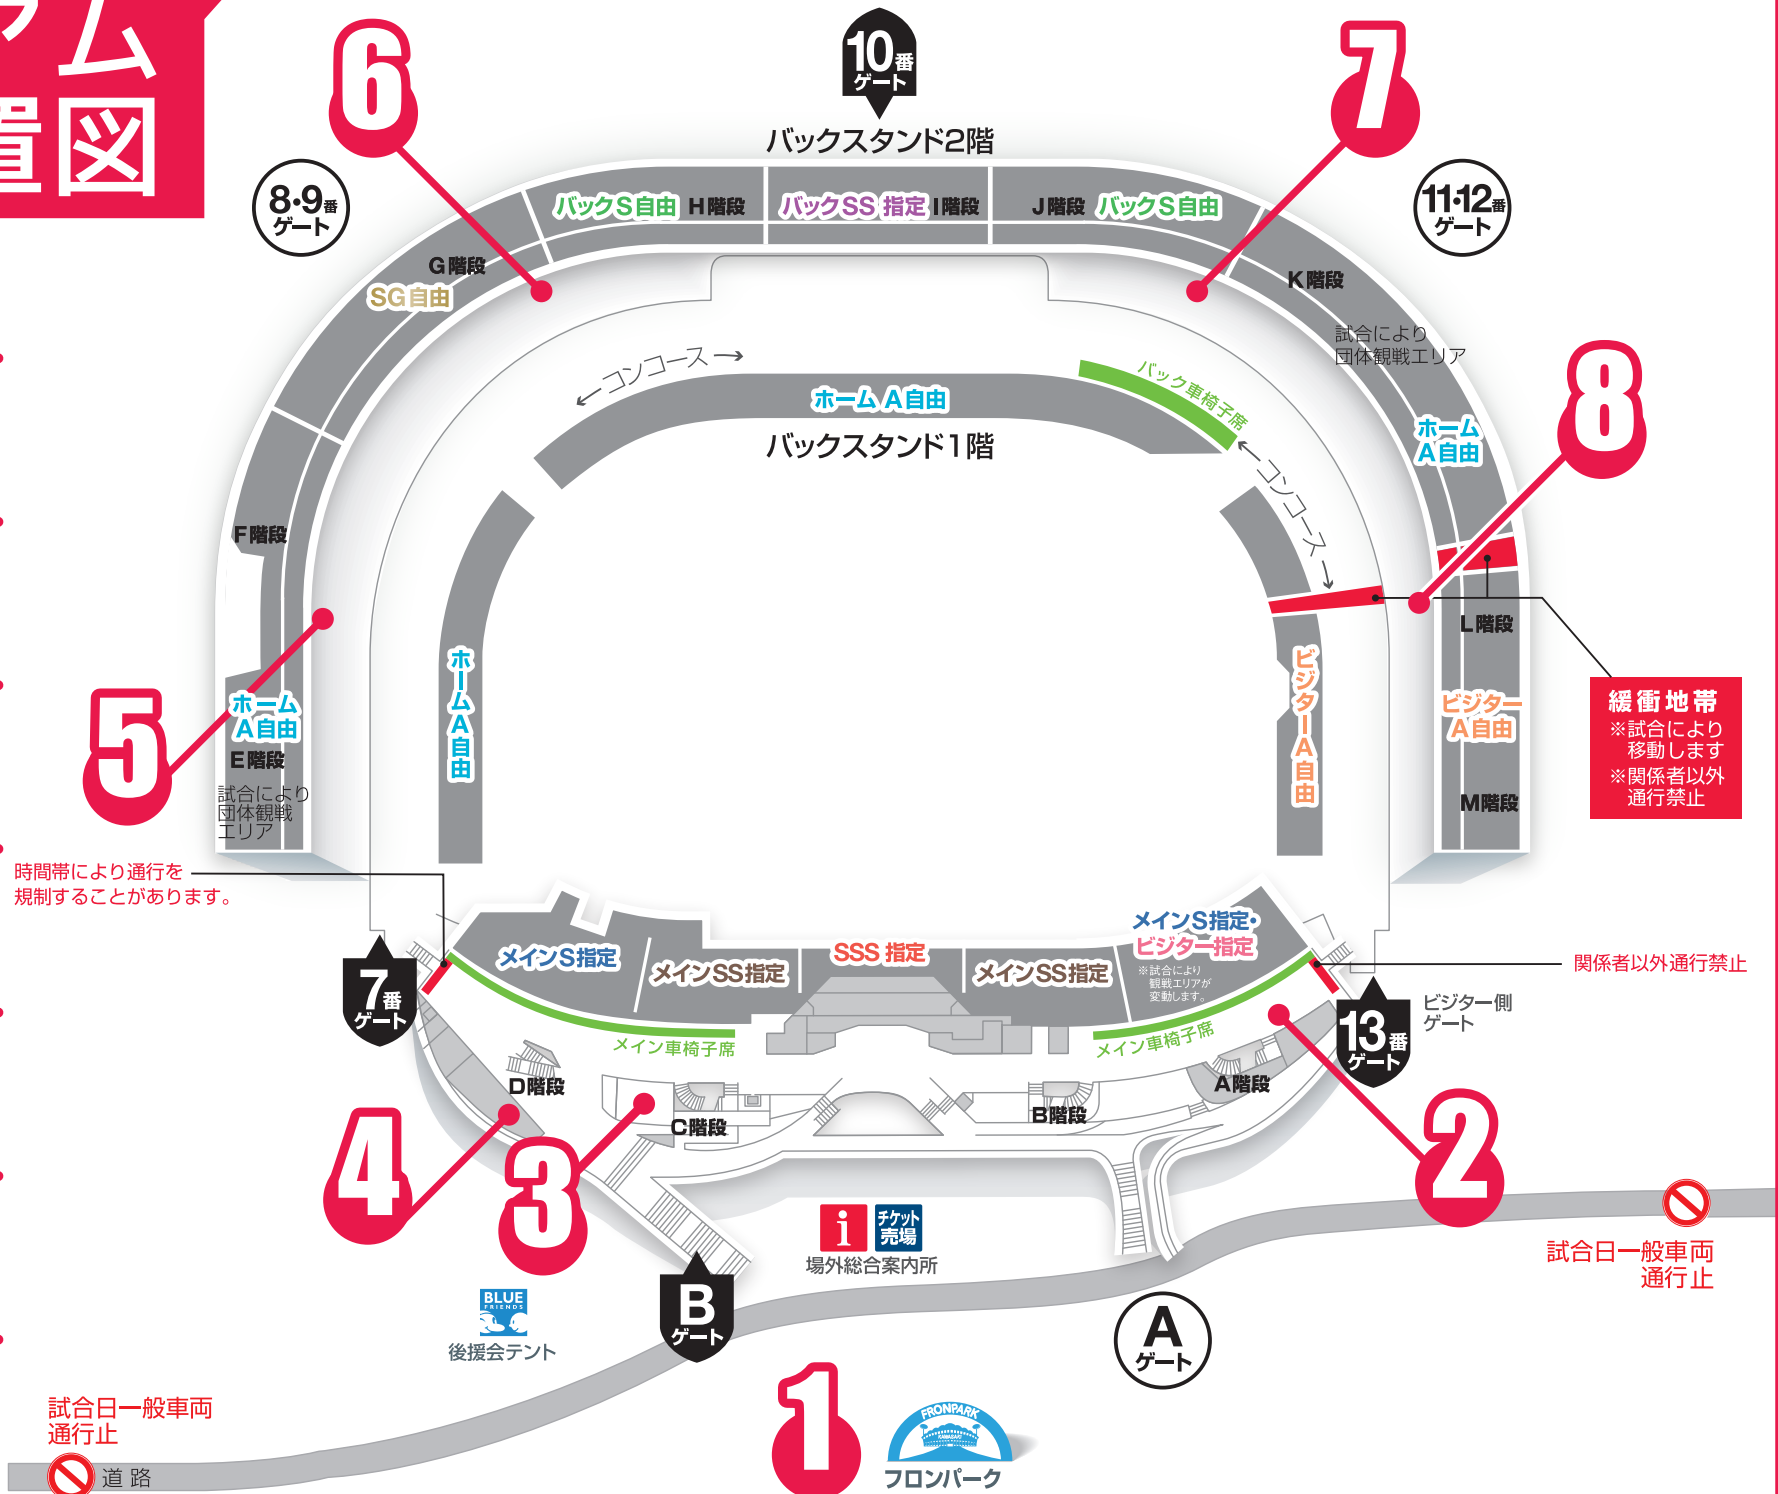 ム
置図
6
7
10番
ゲート
バックスタンド2階
8・9番
ゲート
11・12番
ゲート
バックS自由 H階段
バックSS 指定 I階段
J階段 バックS自由
G階段
SG自由
K階段
試合により
団体観戦エリア
←コンコース→
バック車椅子席
ホーム A自由
バックスタンド1階
8
ホーム
A自由
←コンコース→
F階段
L階段
5
ホーム
A自由
E階段
試合により
団体観戦
エリア
ホームA自由
ビジターA自由
ビジター
A自由
M階段
緩衝地帯
※試合により
移動します
※関係者以外
通行禁止
時間帯により通行を
規制することがあります。
メインS指定
メインSS指定
SSS 指定
メインSS指定
メインS指定・
ビジター指定
※試合により
観戦エリアが
変動します。
関係者以外通行禁止
7番
ゲート
13番
ゲート
ビジター側
ゲート
メイン車椅子席
メイン車椅子席
D階段
C階段
B階段
A階段
4
3
2
i
チケット
売場
場外総合案内所
BLUE
FRIENDS
後援会テント
B
ゲート
A
ゲート
試合日一般車両
通行止
試合日一般車両
通行止
道路
1
FRONPARK
KAWASAKI
フロンパーク